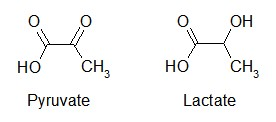 O O
HO CH3
Pyruvate
O OH
HO CH3
Lactate